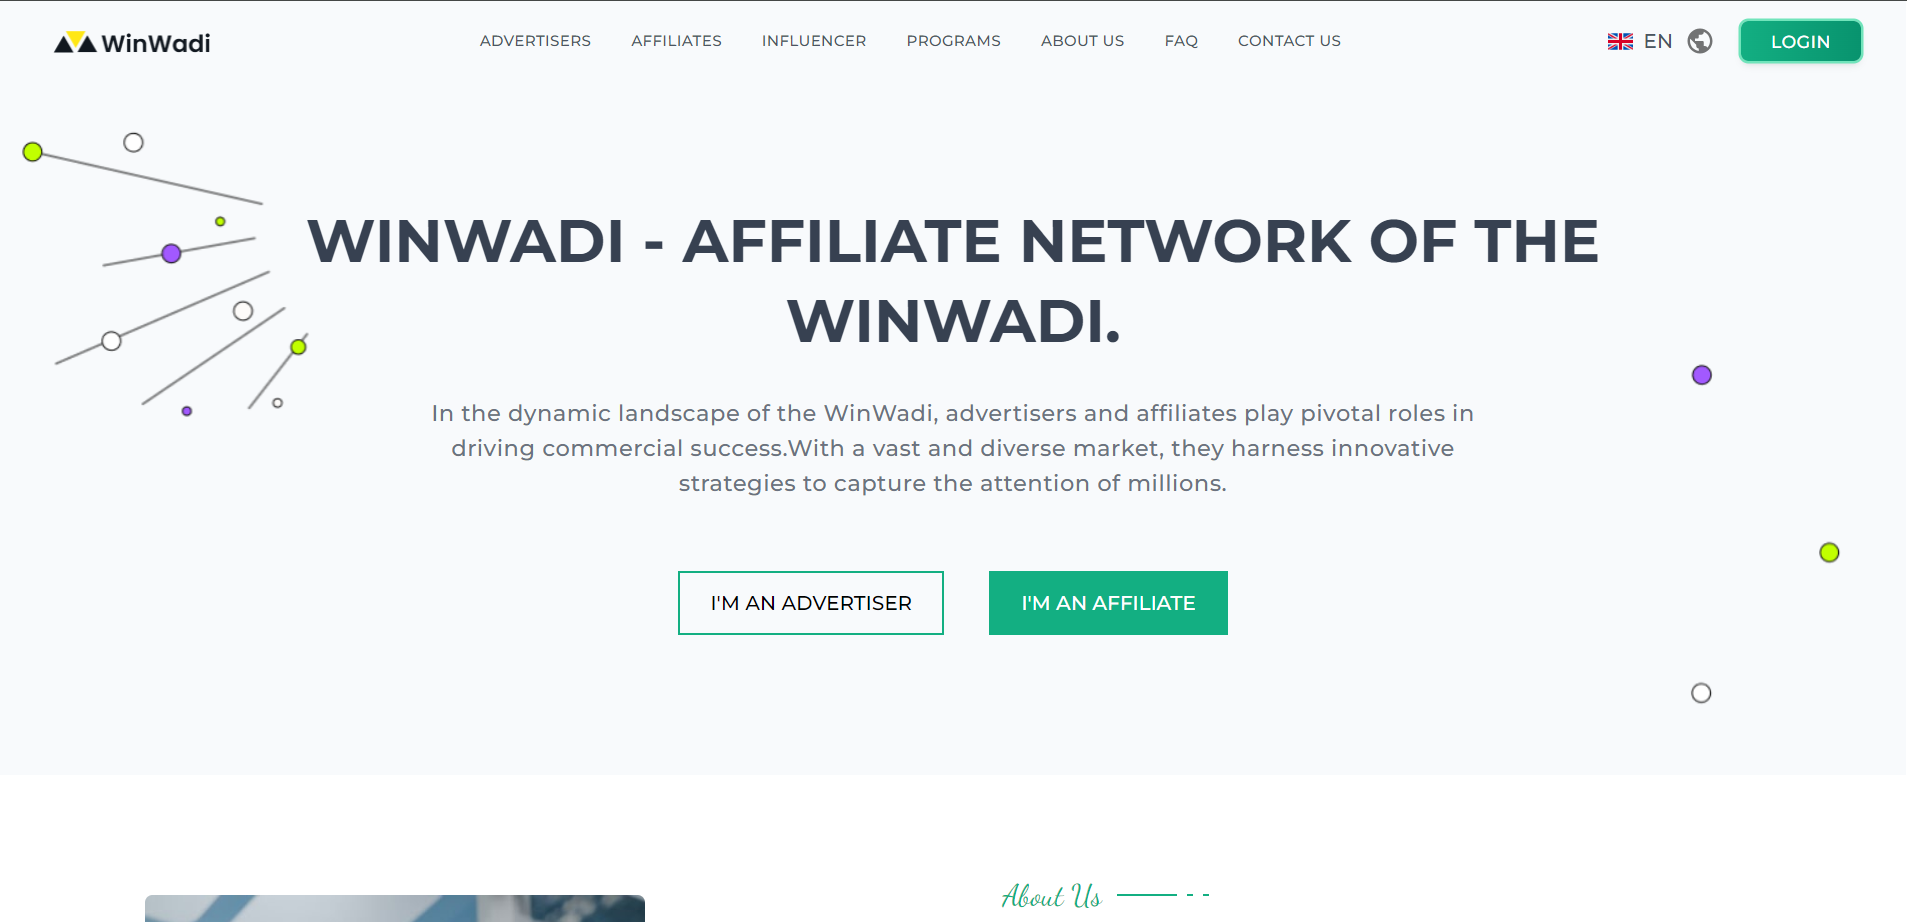 WinWadi
ADVERTISERS
AFFILIATES
INFLUENCER
PROGRAMS
ABOUT US
FAQ
CONTACT US
EN
LOGIN
WINWADI - AFFILIATE NETWORK OF THE
WINWADI.
In the dynamic landscape of the WinWadi, advertisers and affiliates play pivotal roles in
driving commercial success.With a vast and diverse market, they harness innovative
strategies to capture the attention of millions.
I'M AN ADVERTISER
I'M AN AFFILIATE
About Us